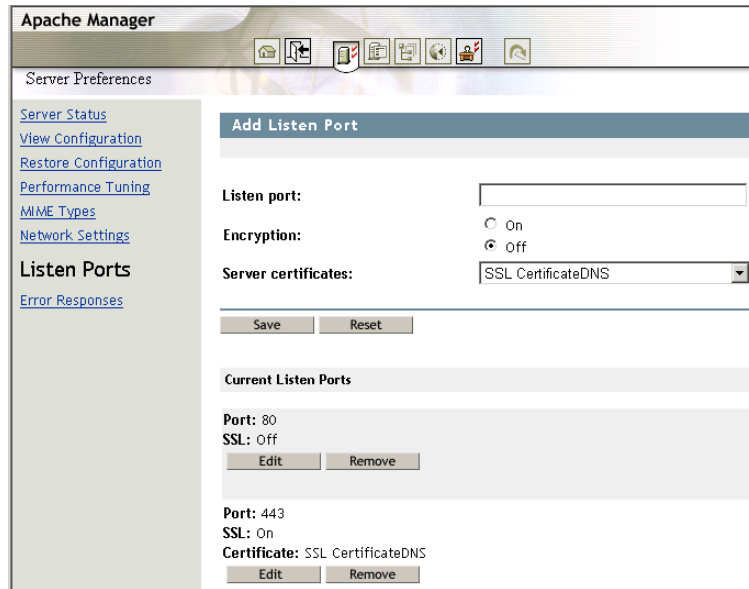 Apache Manager
Server Preferences
Server Status
View Configuration
Restore Configuration
Performance Tuning
MIME Types
Network Settings
Listen Ports
Error Responses
Add Listen Port
Listen port:
Encryption:
On
Off
Server certificates:
SSL CertificateDNS
Save Reset
Current Listen Ports
Port: 80
SSL: Off
Edit Remove
Port: 443
SSL: On
Certificate: SSL CertificateDNS
Edit Remove